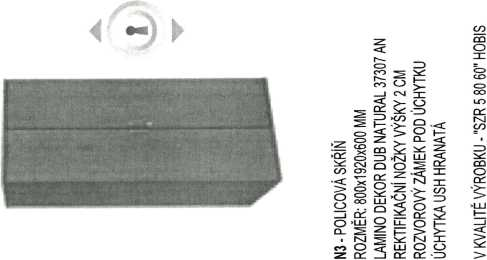 N3 - POLICOVÁ SKŘÍŇ
ROZMĚR: 800x1920x600 MM
LAMINO DEKOR DUB NATURAL 37307 AN
REKTIFIKAČNÍ NOŽKY VÝŠKY 2 CM
ROZVOROVÝ ZÁMEK POD ÚCHYTKU
ÚCHYTKA USH HRANATÁ
V KVALITĚ VÝROBKU - "SZR 5 80 60" HOBIS